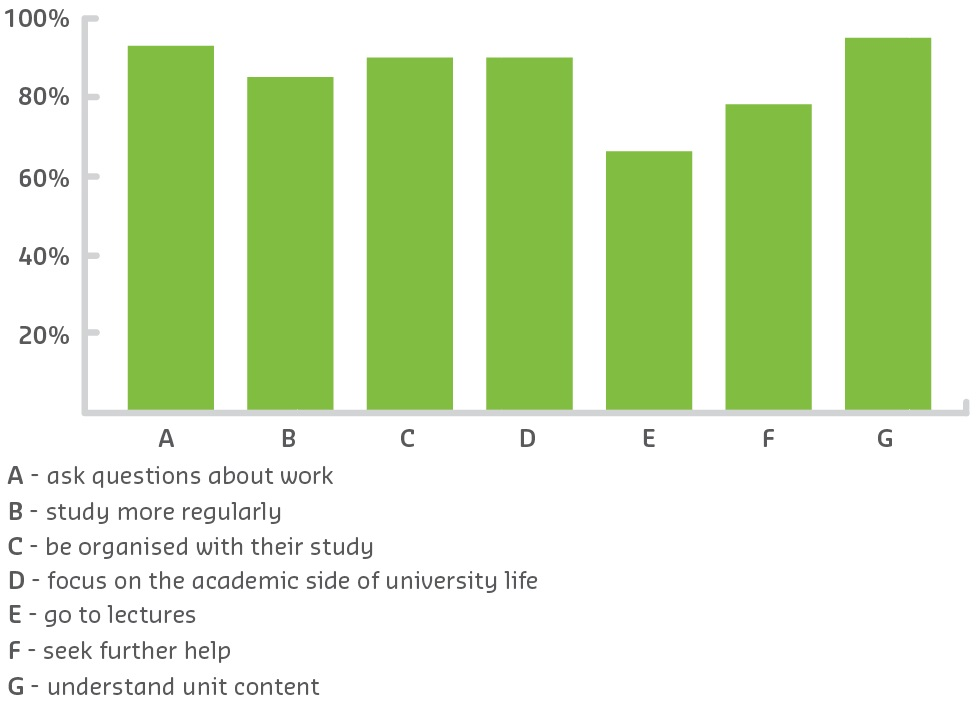 100%
80%
60%
40%
20%
A B C D E F G
A - ask questions about work
B - study more regularly
C - be organised with their study
D - focus on the academic side of university life
E - go to lectures
F - seek further help
G - understand unit content